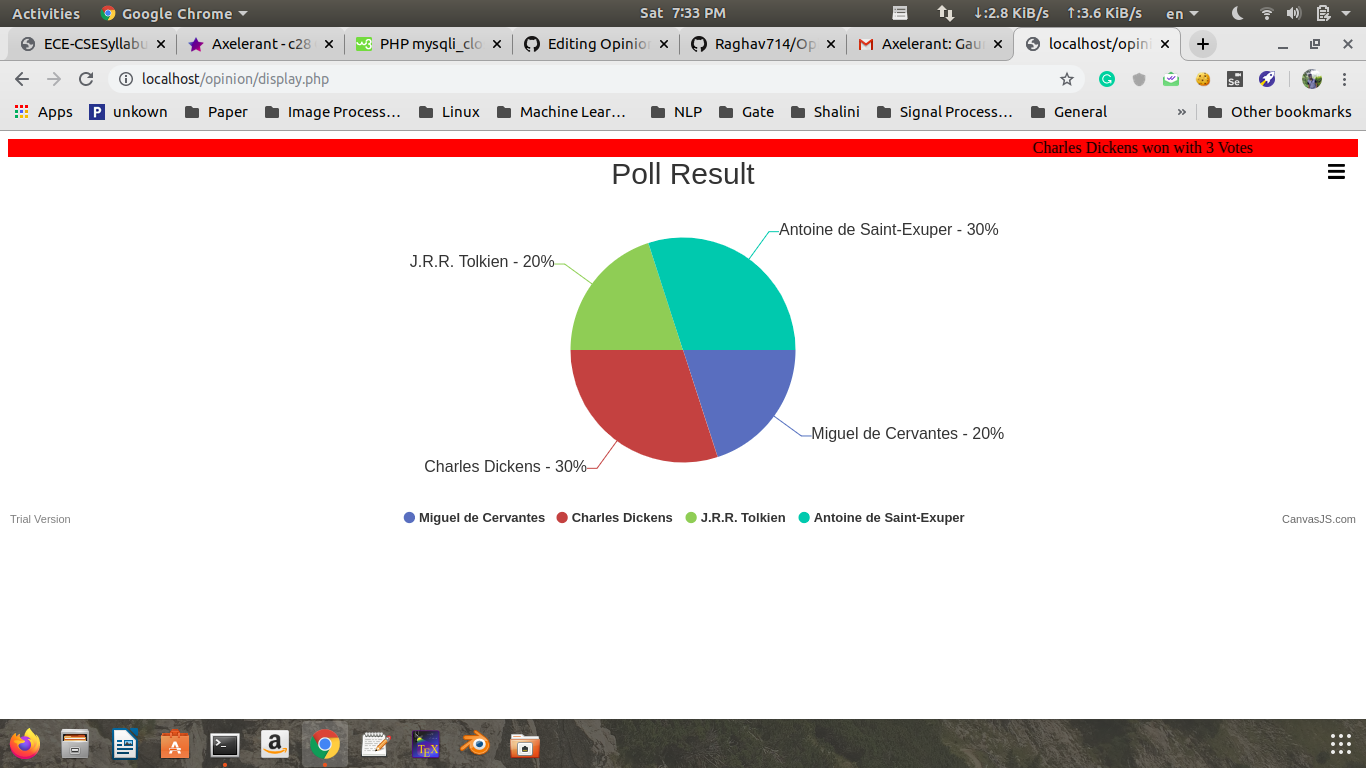 Activities Google Chrome Sat 7:33 PM ↓:2.8 KiB/s ↑:3.6 KiB/s en
ECE-CSESyllabu Axelerant - c28 PHP mysqli_clo Editing Opinion Raghav714/Op Axelerant: Gau localhost/opin
localhost/opinion/display.php
Apps unkown Paper Image Process… Linux Machine Lear… NLP Gate Shalini Signal Process… General » Other bookmarks
Charles Dickens won with 3 Votes
Poll Result
Antoine de Saint-Exuper - 30%
J.R.R. Tolkien - 20%
Miguel de Cervantes - 20%
Charles Dickens - 30%
Trial Version Miguel de Cervantes Charles Dickens J.R.R. Tolkien Antoine de Saint-Exuper CanvasJS.com